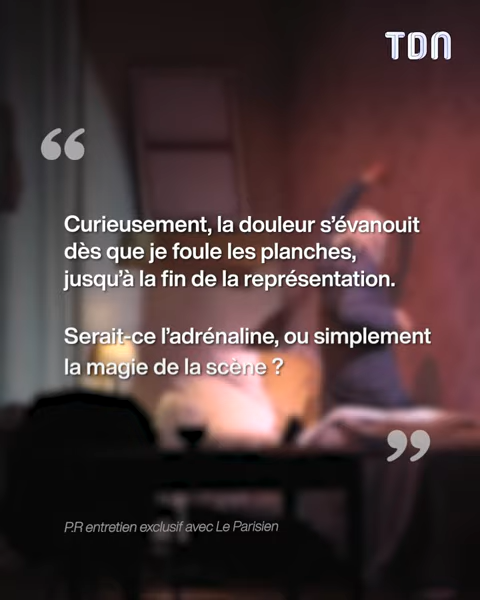 TDN
“
Curieusement, la douleur s’évanouit
dès que je foule les planches,
jusqu’à la fin de la représentation.
Serait-ce l’adrénaline, ou simplement
la magie de la scène ?
”
P.R entretien exclusif avec Le Parisien